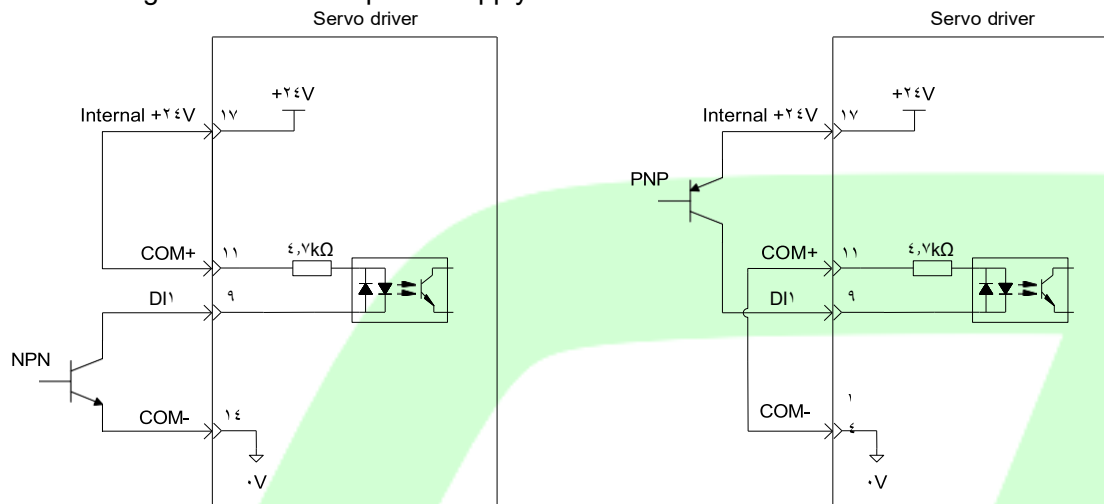 Servo driver
Internal +٢٤V
١٧
+٢٤V
COM+
١١
٤,٧kΩ
DI١
٩
NPN
COM-
١٤
٠V
Servo driver
Internal +٢٤V
١٧
+٢٤V
PNP
COM+
١١
٤,٧kΩ
DI١
٩
COM-
١
٤
٠V